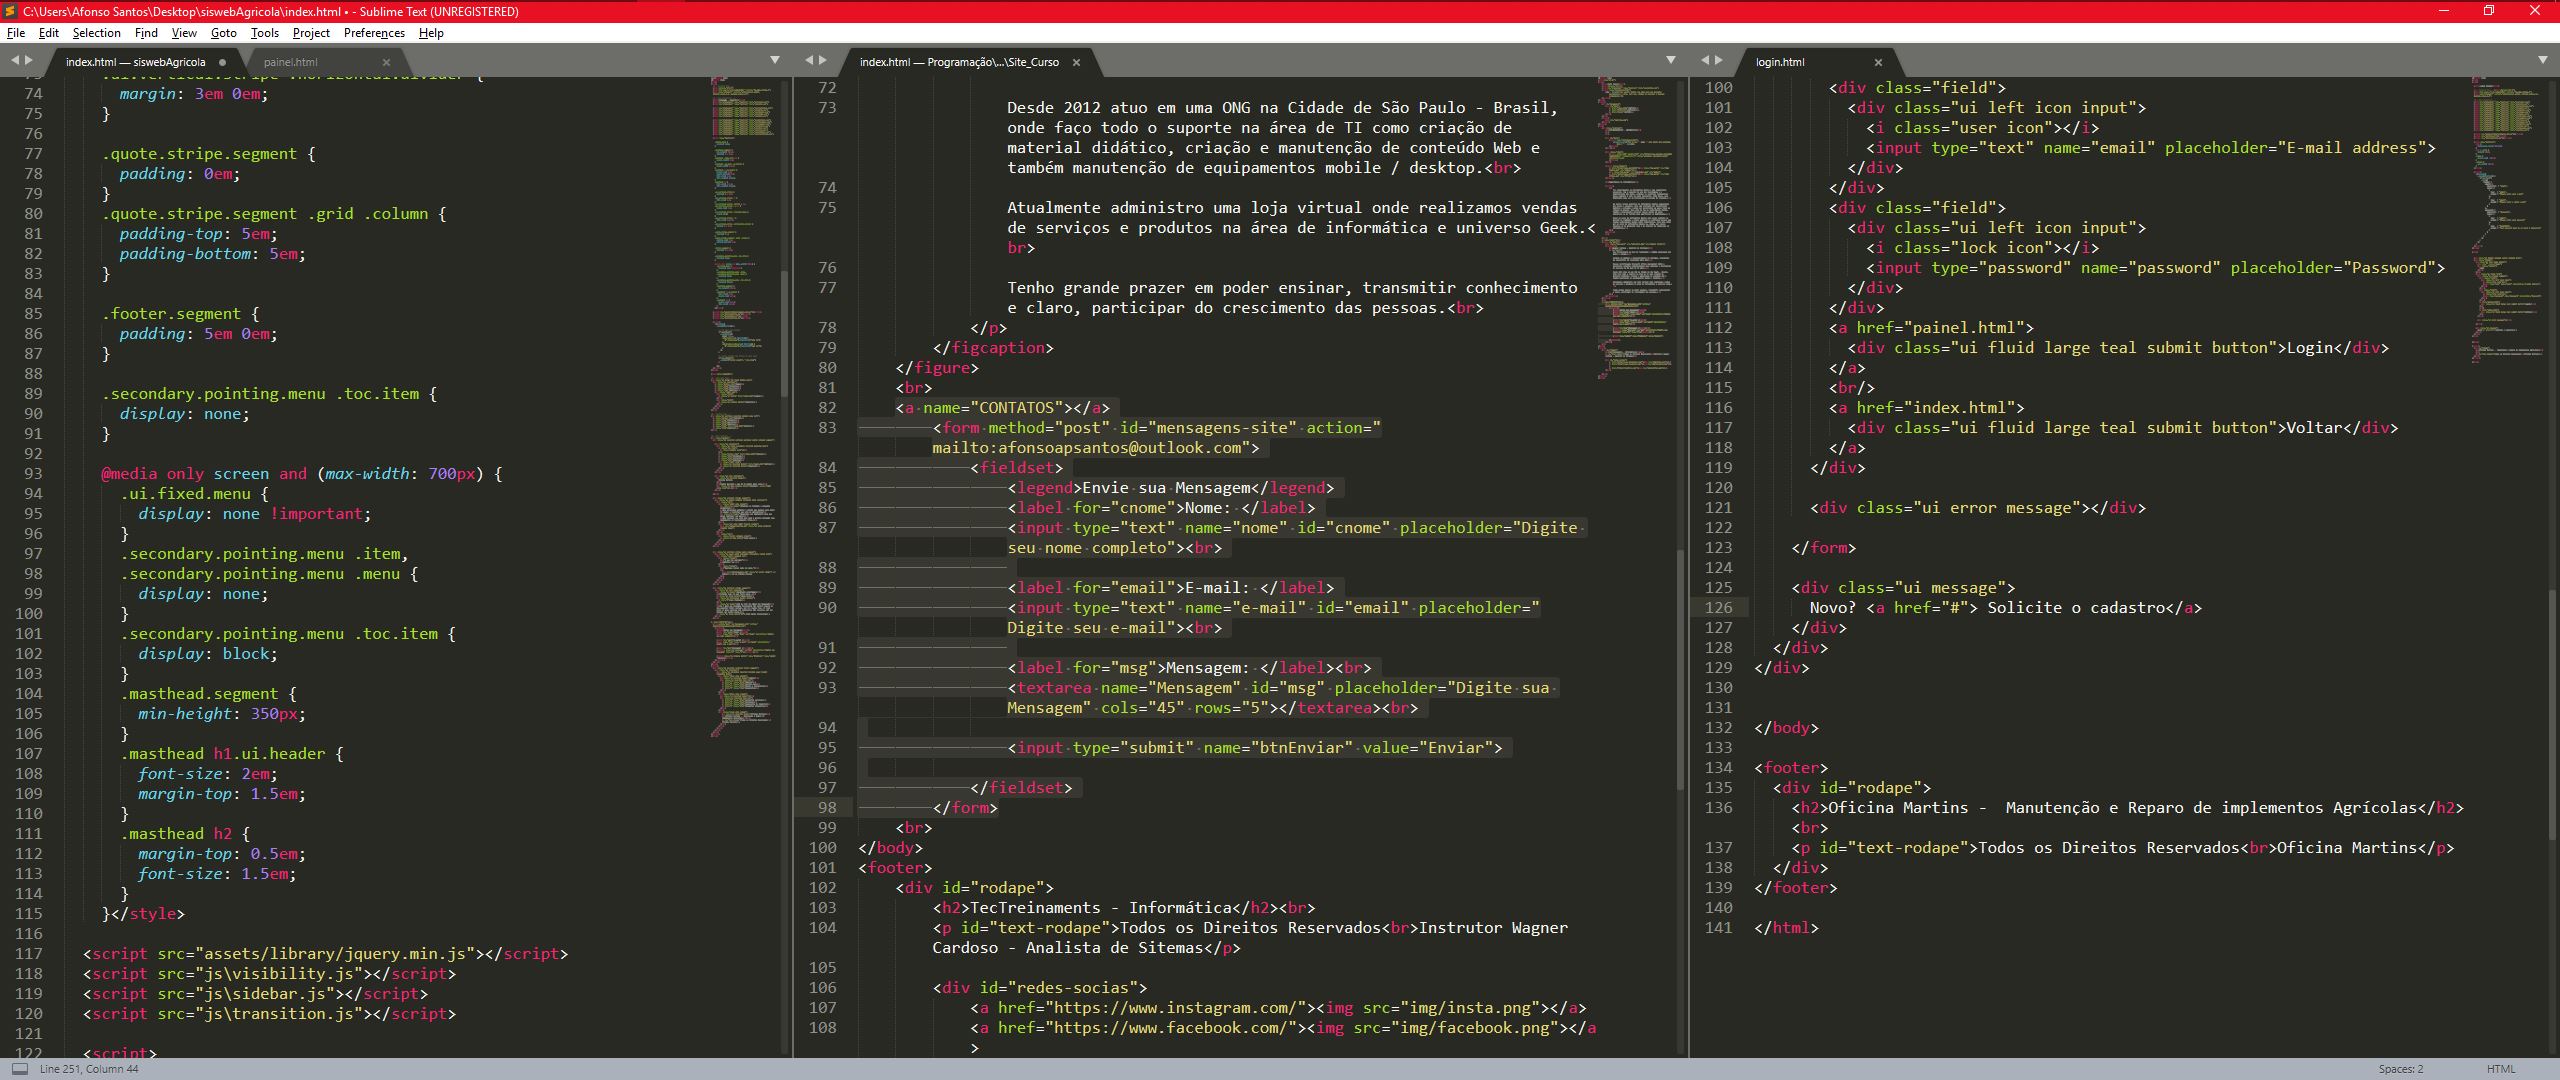 C:\Users\Afonso Santos\Desktop\siswebAgricola\index.html • - Sublime Text (UNREGISTERED)
File Edit Selection Find View Goto Tools Project Preferences Help
index.html — siswebAgricola
painel.html
74 margin: 3em 0em;
75 }
76
77 .quote.stripe.segment {
78 padding: 0em;
79 }
80 .quote.stripe.segment .grid .column {
81 padding-top: 5em;
82 padding-bottom: 5em;
83 }
84
85 .footer.segment {
86 padding: 5em 0em;
87 }
88
89 .secondary.pointing.menu .toc.item {
90 display: none;
91 }
92
93 @media only screen and (max-width: 700px) {
94 .ui.fixed.menu {
95 display: none !important;
96 }
97 .secondary.pointing.menu .item,
98 .secondary.pointing.menu .menu {
99 display: none;
100 }
101 .secondary.pointing.menu .toc.item {
102 display: block;
103 }
104 .masthead.segment {
105 min-height: 350px;
106 }
107 .masthead h1.ui.header {
108 font-size: 2em;
109 margin-top: 1.5em;
110 }
111 .masthead h2 {
112 margin-top: 0.5em;
113 font-size: 1.5em;
114 }
115 }</style>
116
117 <script src="assets/library/jquery.min.js"></script>
118 <script src="js\visibility.js"></script>
119 <script src="js\sidebar.js"></script>
120 <script src="js\transition.js"></script>
121
122 <script>
index.html — Programação\...\Site_Curso
72
73 Desde 2012 atuo em uma ONG na Cidade de São Paulo - Brasil,
onde faço todo o suporte na área de TI como criação de
material didático, criação e manutenção de conteúdo Web e
também manutenção de equipamentos mobile / desktop.<br>
74
75 Atualmente administro uma loja virtual onde realizamos vendas
de serviços e produtos na área de informática e universo Geek.<
br>
76
77 Tenho grande prazer em poder ensinar, transmitir conhecimento
e claro, participar do crescimento das pessoas.<br>
78 </p>
79 </figcaption>
80 </figure>
81 <br>
82 <a name="CONTATOS"></a>
83 <form method="post" id="mensagens-site" action="
mailto:afonsoapsantos@outlook.com">
84 <fieldset>
85 <legend>Envie sua Mensagem</legend>
86 <label for="cnome">Nome: </label>
87 <input type="text" name="nome" id="cnome" placeholder="Digite
seu nome completo"><br>
88
89 <label for="email">E-mail: </label>
90 <input type="text" name="e-mail" id="email" placeholder="
Digite seu e-mail"><br>
91
92 <label for="msg">Mensagem: </label><br>
93 <textarea name="Mensagem" id="msg" placeholder="Digite sua
Mensagem" cols="45" rows="5"></textarea><br>
94
95 <input type="submit" name="btnEnviar" value="Enviar">
96
97 </fieldset>
98 </form>
99 <br>
100 </body>
101 <footer>
102 <div id="rodape">
103 <h2>TecTreinaments - Informática</h2><br>
104 <p id="text-rodape">Todos os Direitos Reservados<br>Instrutor Wagner
Cardoso - Analista de Sitemas</p>
105
106 <div id="redes-socias">
107 <a href="https://www.instagram.com/"><img src="img/insta.png"></a>
108 <a href="https://www.facebook.com/"><img src="img/facebook.png"></a
>
login.html
100 <div class="field">
101 <div class="ui left icon input">
102 <i class="user icon"></i>
103 <input type="text" name="email" placeholder="E-mail address">
104 </div>
105 </div>
106 <div class="field">
107 <div class="ui left icon input">
108 <i class="lock icon"></i>
109 <input type="password" name="password" placeholder="Password">
110 </div>
111 </div>
112 <a href="painel.html">
113 <div class="ui fluid large teal submit button">Login</div>
114 </a>
115 <br/>
116 <a href="index.html">
117 <div class="ui fluid large teal submit button">Voltar</div>
118 </a>
119 </div>
120
121 <div class="ui error message"></div>
122
123 </form>
124
125 <div class="ui message">
126 Novo? <a href="#"> Solicite o cadastro</a>
127 </div>
128 </div>
129 </div>
130
131
132 </body>
133
134 <footer>
135 <div id="rodape">
136 <h2>Oficina Martins -  Manutenção e Reparo de implementos Agrícolas</h2>
<br>
137 <p id="text-rodape">Todos os Direitos Reservados<br>Oficina Martins</p>
138 </div>
139 </footer>
140
141 </html>
Line 251, Column 44
Spaces: 2
HTML